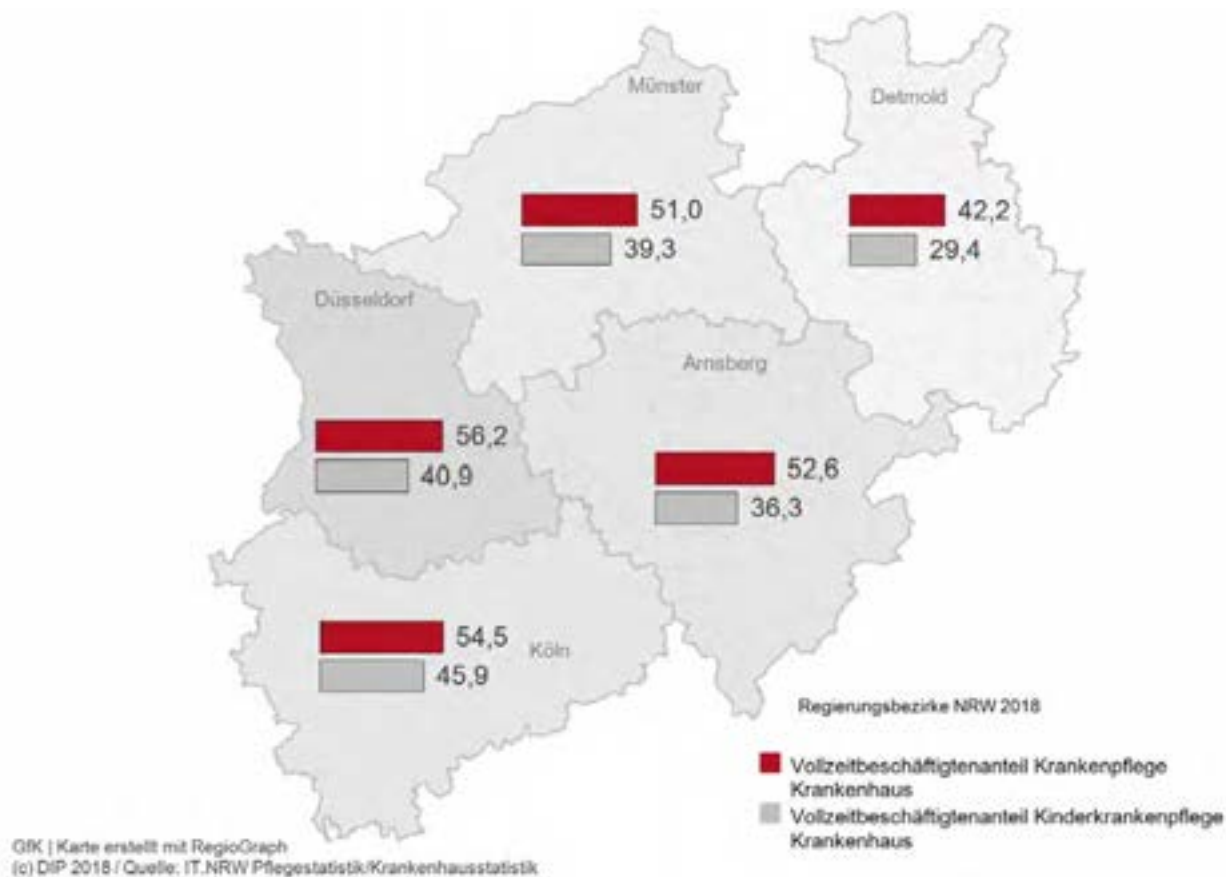 Münster
Detmold
51,0
39,3
42,2
29,4
Düsseldorf
Arnsberg
56,2
40,9
52,6
36,3
54,5
45,9
Köln
Regierungsbezirke NRW 2018
Vollzeitbeschäftigtenanteil Krankenpflege
Krankenhaus
Vollzeitbeschäftigtenanteil Kinderkrankenpflege
Krankenhaus
GfK | Karte erstellt mit RegioGraph
(c) DIP 2018 / Quelle: IT.NRW Pflegestatistik/Krankenhausstatistik